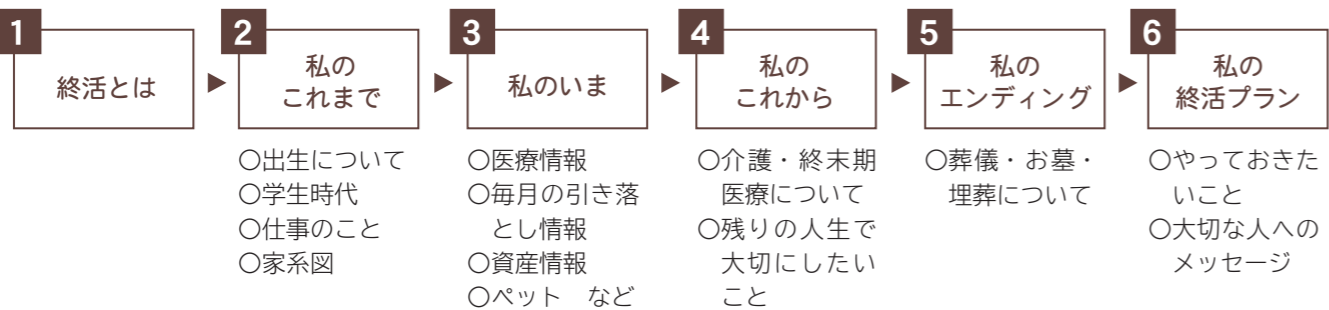 1
終活とは
▶
2
私の
これまで
○出生について
○学生時代
○仕事のこと
○家系図
▶
3
私のいま
○医療情報
○毎月の引き落
とし情報
○資産情報
○ペット　など
▶
4
私の
これから
○介護・終末期
医療について
○残りの人生で
大切にしたい
こと
▶
5
私の
エンディング
○葬儀・お墓・
埋葬について
▶
6
私の
終活プラン
○やっておきた
いこと
○大切な人への
メッセージ